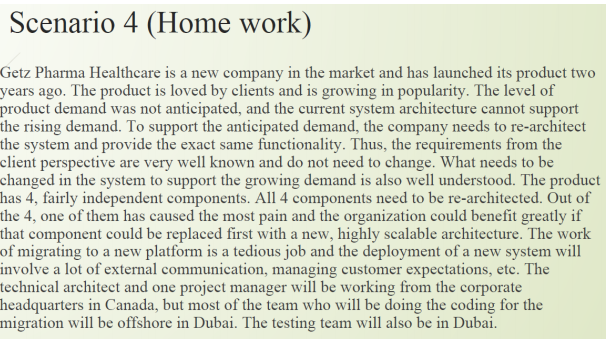 Scenario 4 (Home work)
Getz Pharma Healthcare is a new company in the market and has launched its product two
years ago. The product is loved by clients and is growing in popularity. The level of
product demand was not anticipated, and the current system architecture cannot support
the rising demand. To support the anticipated demand, the company needs to re-architect
the system and provide the exact same functionality. Thus, the requirements from the
client perspective are very well known and do not need to change. What needs to be
changed in the system to support the growing demand is also well understood. The product
has 4, fairly independent components. All 4 components need to be re-architected. Out of
the 4, one of them has caused the most pain and the organization could benefit greatly if
that component could be replaced first with a new, highly scalable architecture. The work
of migrating to a new platform is a tedious job and the deployment of a new system will
involve a lot of external communication, managing customer expectations, etc. The
technical architect and one project manager will be working from the corporate
headquarters in Canada, but most of the team who will be doing the coding for the
migration will be offshore in Dubai. The testing team will also be in Dubai.